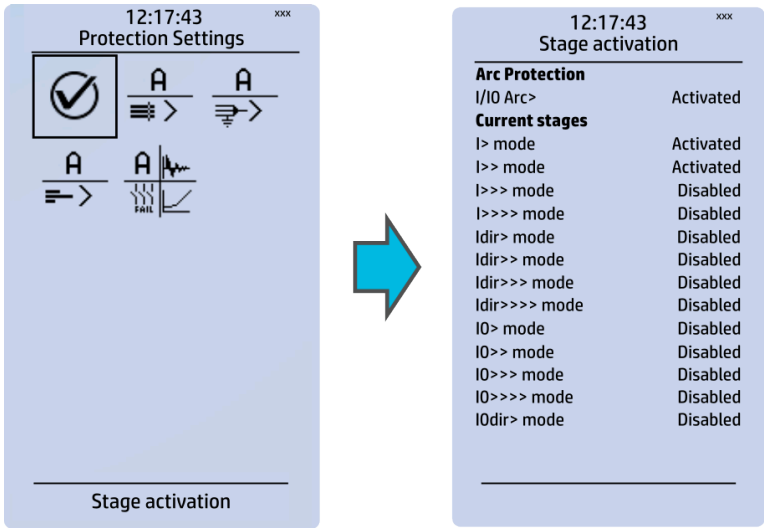 12:17:43 xxx
Protection Settings
A A
A A
FAIL
Stage activation
12:17:43 xxx
Stage activation
Arc Protection
I/I0 Arc> Activated
Current stages
I> mode Activated
I>> mode Activated
I>>> mode Disabled
I>>>> mode Disabled
Idir> mode Disabled
Idir>> mode Disabled
Idir>>> mode Disabled
Idir>>>> mode Disabled
I0> mode Disabled
I0>> mode Disabled
I0>>> mode Disabled
I0>>>> mode Disabled
I0dir> mode Disabled